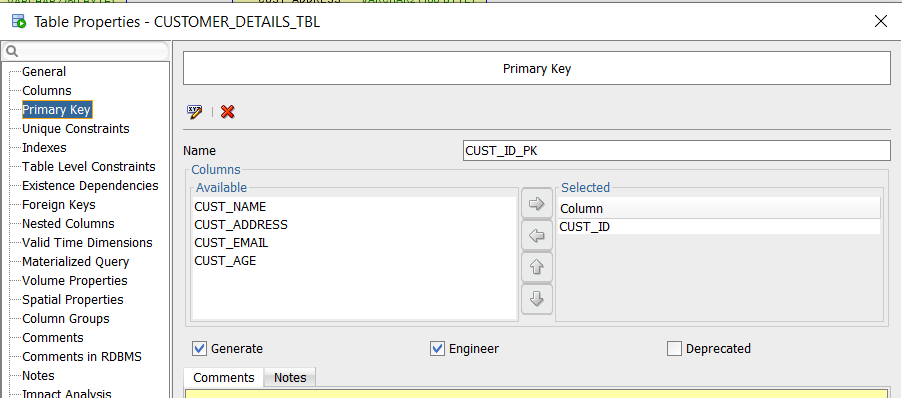 Table Properties - CUSTOMER_DETAILS_TBL
General
Columns
Primary Key
Unique Constraints
Indexes
Table Level Constraints
Existence Dependencies
Foreign Keys
Nested Columns
Valid Time Dimensions
Materialized Query
Volume Properties
Spatial Properties
Column Groups
Comments
Comments in RDBMS
Notes
Impact Analysis
Primary Key
Name
CUST_ID_PK
Columns
Available
CUST_NAME
CUST_ADDRESS
CUST_EMAIL
CUST_AGE
Selected
Column
CUST_ID
Generate
Engineer
Deprecated
Comments
Notes